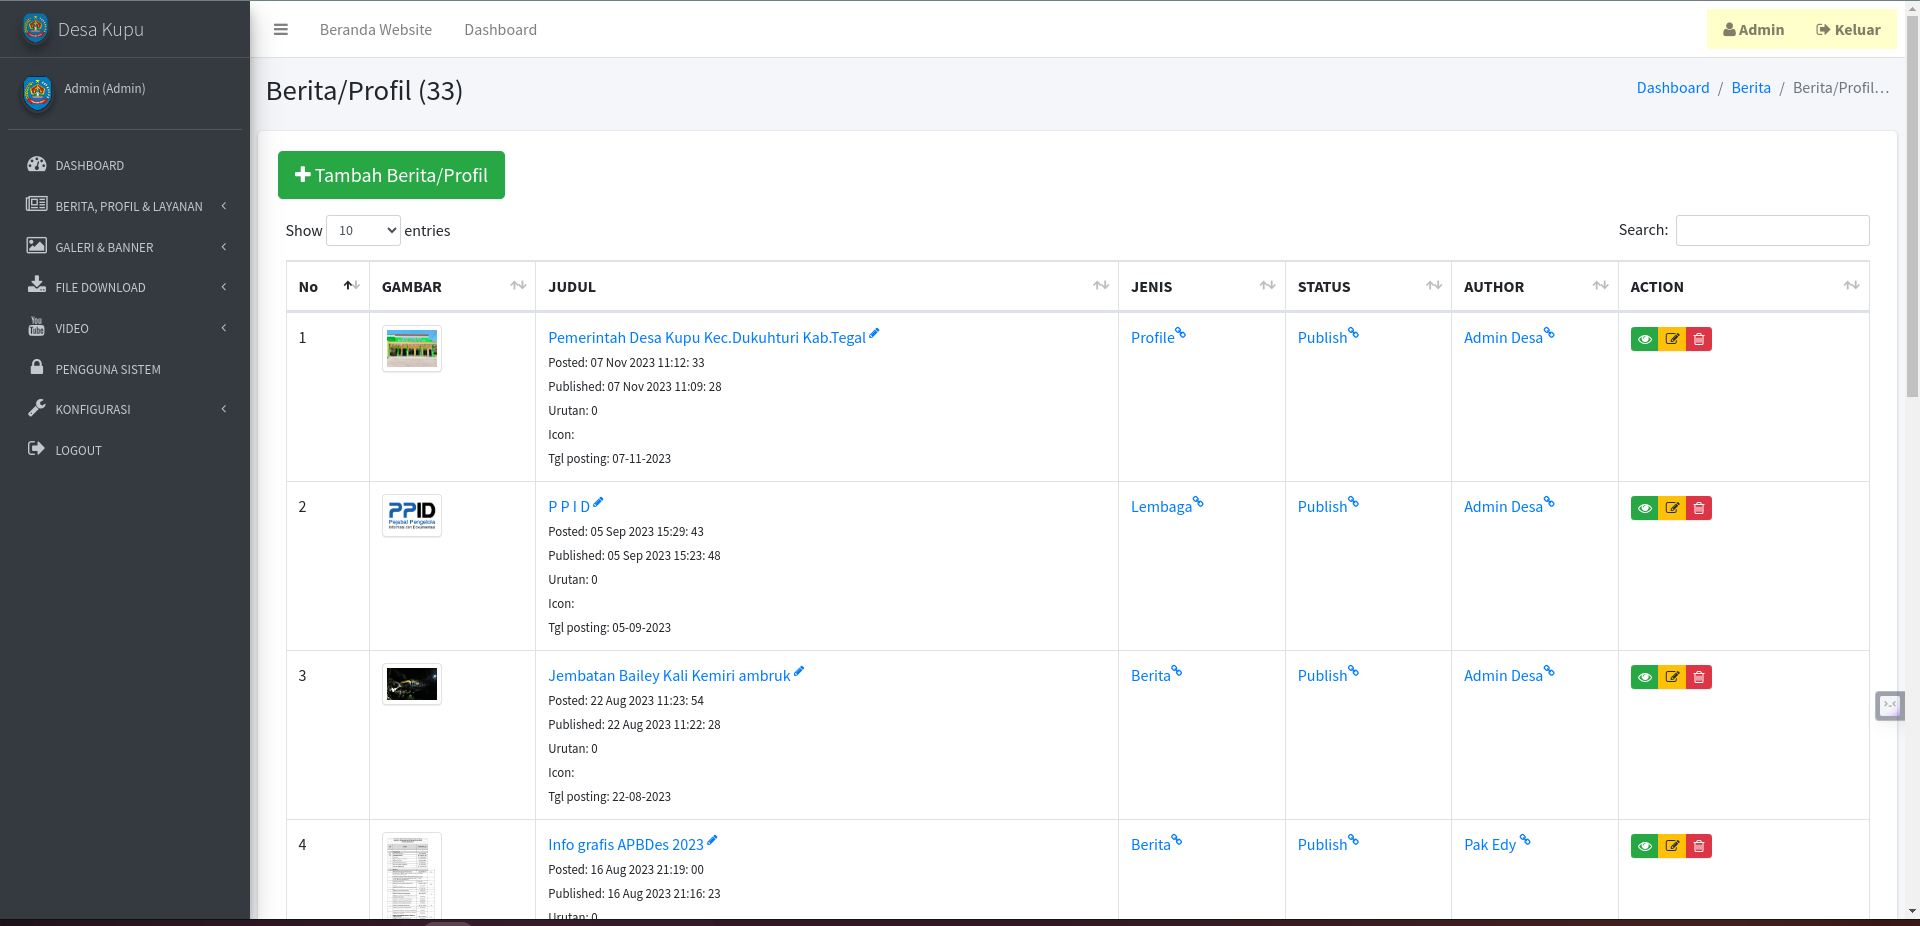 Desa Kupu
Beranda Website
Dashboard
Admin
Keluar
Admin (Admin)
DASHBOARD
BERITA, PROFIL & LAYANAN
GALERI & BANNER
FILE DOWNLOAD
VIDEO
PENGGUNA SISTEM
KONFIGURASI
LOGOUT
Berita/Profil (33)
Dashboard / Berita / Berita/Profil...
Tambah Berita/Profil
Show 10 entries
Search:
No GAMBAR JUDUL JENIS STATUS AUTHOR ACTION
1 Pemerintah Desa Kupu Kec.Dukuhturi Kab.Tegal Profile Publish Admin Desa
Posted: 07 Nov 2023 11:12: 33
Published: 07 Nov 2023 11:09: 28
Urutan: 0
Icon:
Tgl posting: 07-11-2023
2 PPID P P I D Lembaga Publish Admin Desa
Posted: 05 Sep 2023 15:29: 43
Published: 05 Sep 2023 15:23: 48
Urutan: 0
Icon:
Tgl posting: 05-09-2023
3 Jembatan Bailey Kali Kemiri ambruk Berita Publish Admin Desa
Posted: 22 Aug 2023 11:23: 54
Published: 22 Aug 2023 11:22: 28
Urutan: 0
Icon:
Tgl posting: 22-08-2023
4 Info grafis APBDes 2023 Berita Publish Pak Edy
Posted: 16 Aug 2023 21:19: 00
Published: 16 Aug 2023 21:16: 23
Urutan: 0